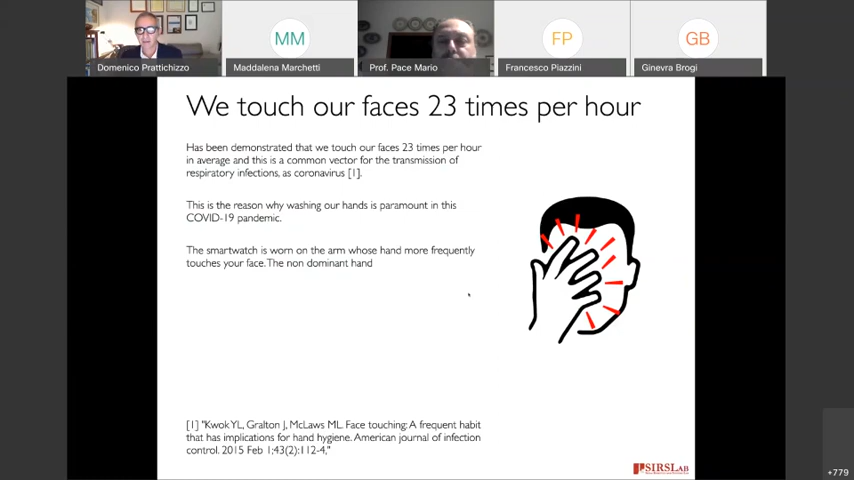 MM
FP
GB
Domenico Prattichizzo
Maddalena Marchetti
Prof. Pace Mario
Francesco Piazzini
Ginevra Brogi
We touch our faces 23 times per hour
Has been demonstrated that we touch our faces 23 times per hour
in average and this is a common vector for the transmission of
respiratory infections, as coronavirus [1].
This is the reason why washing our hands is paramount in this
COVID-19 pandemic.
The smartwatch is worn on the arm whose hand more frequently
touches your face. The non dominant hand
[1] "Kwok YL, Gralton J, McLaws ML. Face touching: A frequent habit
that has implications for hand hygiene. American journal of infection
control. 2015 Feb 1;43(2):112-4,"
SIRSLAB
+779